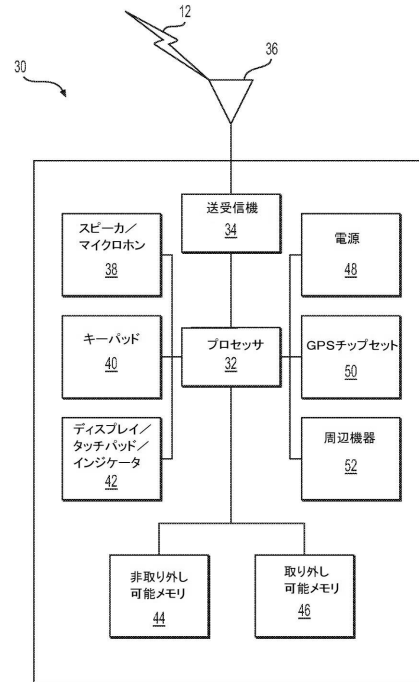 12
36
30
送受信機
34
スピーカ／
マイクロホン
38
電源
48
キーパッド
40
プロセッサ
32
GPSチップセット
50
ディスプレイ／
タッチパッド／
インジケータ
42
周辺機器
52
非取り外し
可能メモリ
44
取り外し
可能メモリ
46